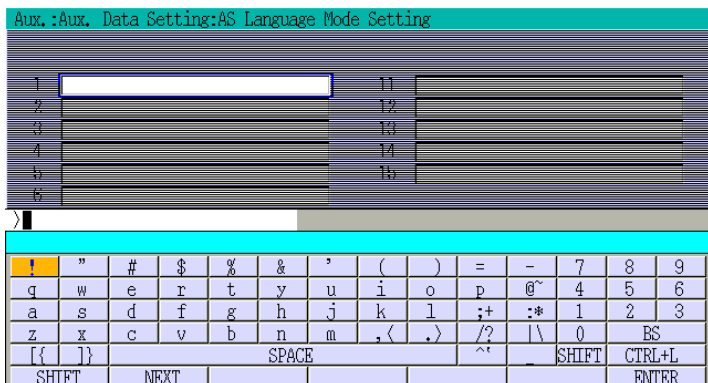 Aux.:Aux. Data Setting:AS Language Mode Setting
1 11
2 12
3 13
4 14
5 15
6
>
! " # $ % & ' ( ) = - 7 8 9
q w e r t y u i o p @~ 4 5 6
a s d f g h j k l ;+ :* 1 2 3
z x c v b n m ,< .> /? |\ 0 BS
[{ ]} SPACE ^' _ SHIFT CTRL+L
SHIFT NEXT ENTER